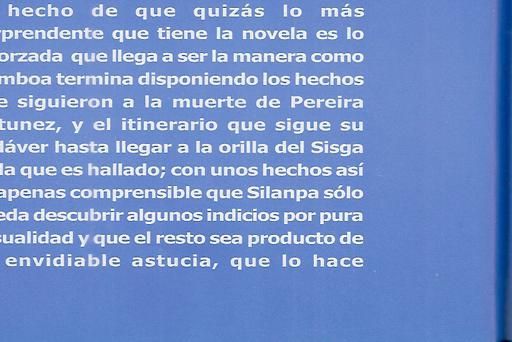 hecho de que quizás lo más
rprendente que tiene la novela es lo
orzada que llega a ser la manera como
mboa termina disponiendo los hechos
e siguieron a la muerte de Pereira
tunez, y el itinerario que sigue su
dáver hasta llegar a la orilla del Sisga
la que es hallado; con unos hechos así
apenas comprensible que Silanpa sólo
eda descubrir algunos indicios por pura
sualidad y que el resto sea producto de
envidiable astucia, que lo hace